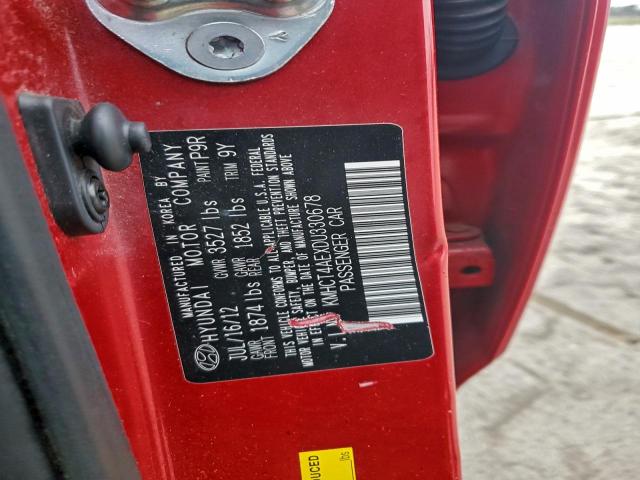 MANUFACTURED IN KOREA BY
HYUNDAI MOTOR COMPANY
JUL/16/12 GVWR 3527 lbs PAINT P9R
GAWR FRONT 1874 lbs GAWR REAR 1852 lbs TRIM 9Y
THIS VEHICLE CONFORMS TO ALL APPLICABLE U.S.A. FEDERAL
MOTOR VEHICLE SAFETY, BUMPER, AND THEFT PREVENTION STANDARDS
IN EFFECT ON THE DATE OF MANUFACTURE SHOWN ABOVE
V.I.N KMHCT4AEXDU330678
PASSENGER CAR
lbs